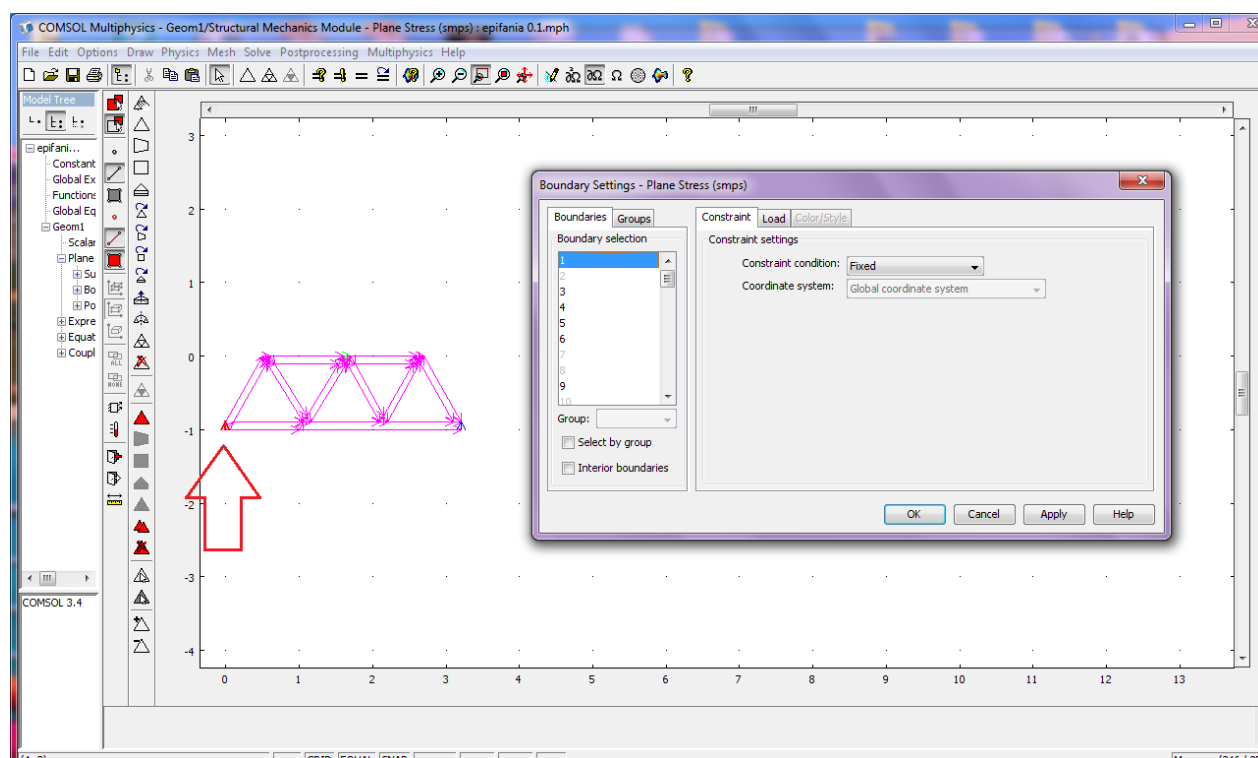 COMSOL Multiphysics - Geom1/Structural Mechanics Module - Plane Stress (smps) : epifania 0.1.mph
File Edit Options Draw Physics Mesh Solve Postprocessing Multiphysics Help
Model Tree
epifani...
Constant
Global Ex
Functions
Global Eq
Geom1
Scalar
Plane
Su
Bo
Po
Expre
Equat
Coupl
COMSOL 3.4
ALL
NONE
3
2
1
0
-1
-2
-3
-4
0 1 2 3 4 5 6 7 8 9 10 11 12 13
Boundary Settings - Plane Stress (smps)
Boundaries Groups
Boundary selection
1
2
3
4
5
6
7
8
9
10
Group:
Select by group
Interior boundaries
Constraint Load Color/Style
Constraint settings
Constraint condition: Fixed
Coordinate system: Global coordinate system
OK Cancel Apply Help
GRID EQUAL SNAP